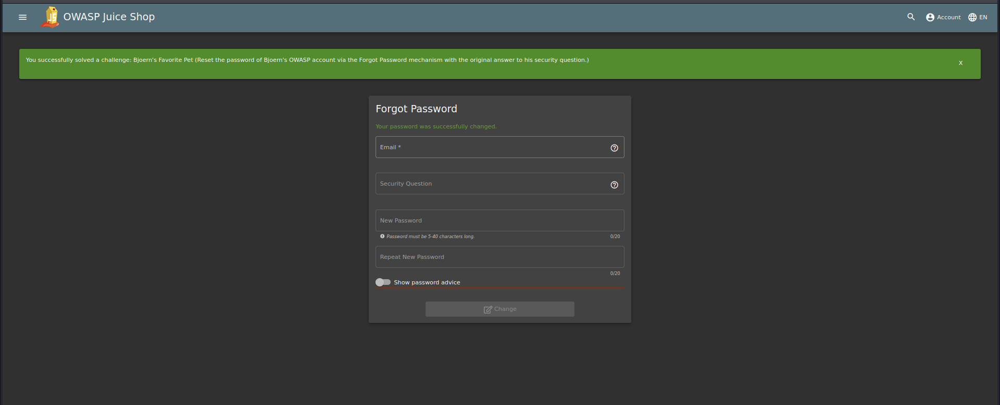 OWASP Juice Shop
Account
EN
You successfully solved a challenge: Bjoern's Favorite Pet (Reset the password of Bjoern's OWASP account via the Forgot Password mechanism with the original answer to his security question.)
X
Forgot Password
Your password was successfully changed.
Email *
Security Question
New Password
Password must be 5-40 characters long.
0/20
Repeat New Password
0/20
Show password advice
Change